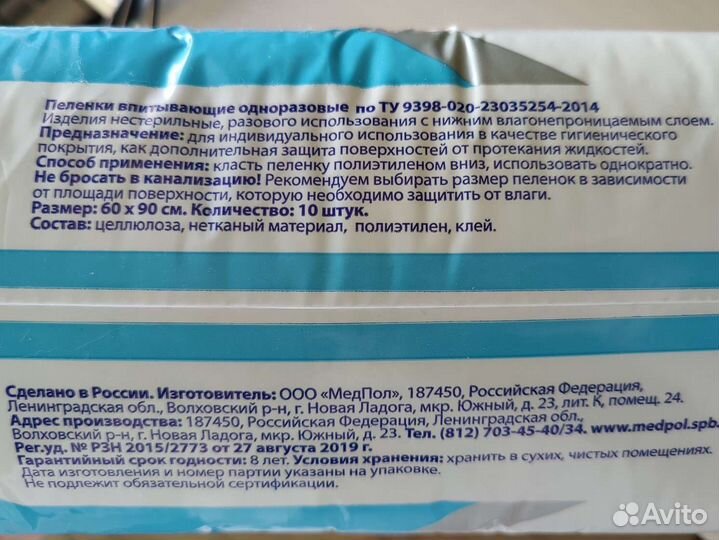 Пеленки впитывающие одноразовые по ТУ 9398-020-23035254-2014
Изделия нестерильные, разового использования с нижним влагонепроницаемым слоем.
Предназначение: для индивидуального использования в качестве гигиенического
покрытия, как дополнительная защита поверхностей от протекания жидкостей.
Способ применения: класть пеленку полиэтиленом вниз, использовать однократно.
Не бросать в канализацию! Рекомендуем выбирать размер пеленок в зависимости
от площади поверхности, которую необходимо защитить от влаги.
Размер: 60 х 90 см. Количество: 10 штук.
Состав: целлюлоза, нетканый материал, полиэтилен, клей.
Сделано в России. Изготовитель: ООО «МедПол», 187450, Российская Федерация,
Ленинградская обл., Волховский р-н, г. Новая Ладога, мкр. Южный, д. 23, лит. К, помещ. 24.
Адрес производства: 187450, Российская Федерация, Ленинградская обл.,
Волховский р-н, г. Новая Ладога, мкр. Южный, д. 23. Тел. (812) 703-45-40/34. www.medpol.spb.
Рег.уд. № РЗН 2015/2773 от 27 августа 2019 г.
Гарантийный срок годности: 8 лет. Условия хранения: хранить в сухих, чистых помещениях.
Дата изготовления и номер партии указаны на упаковке.
Не подлежит обязательной сертификации.
Avito